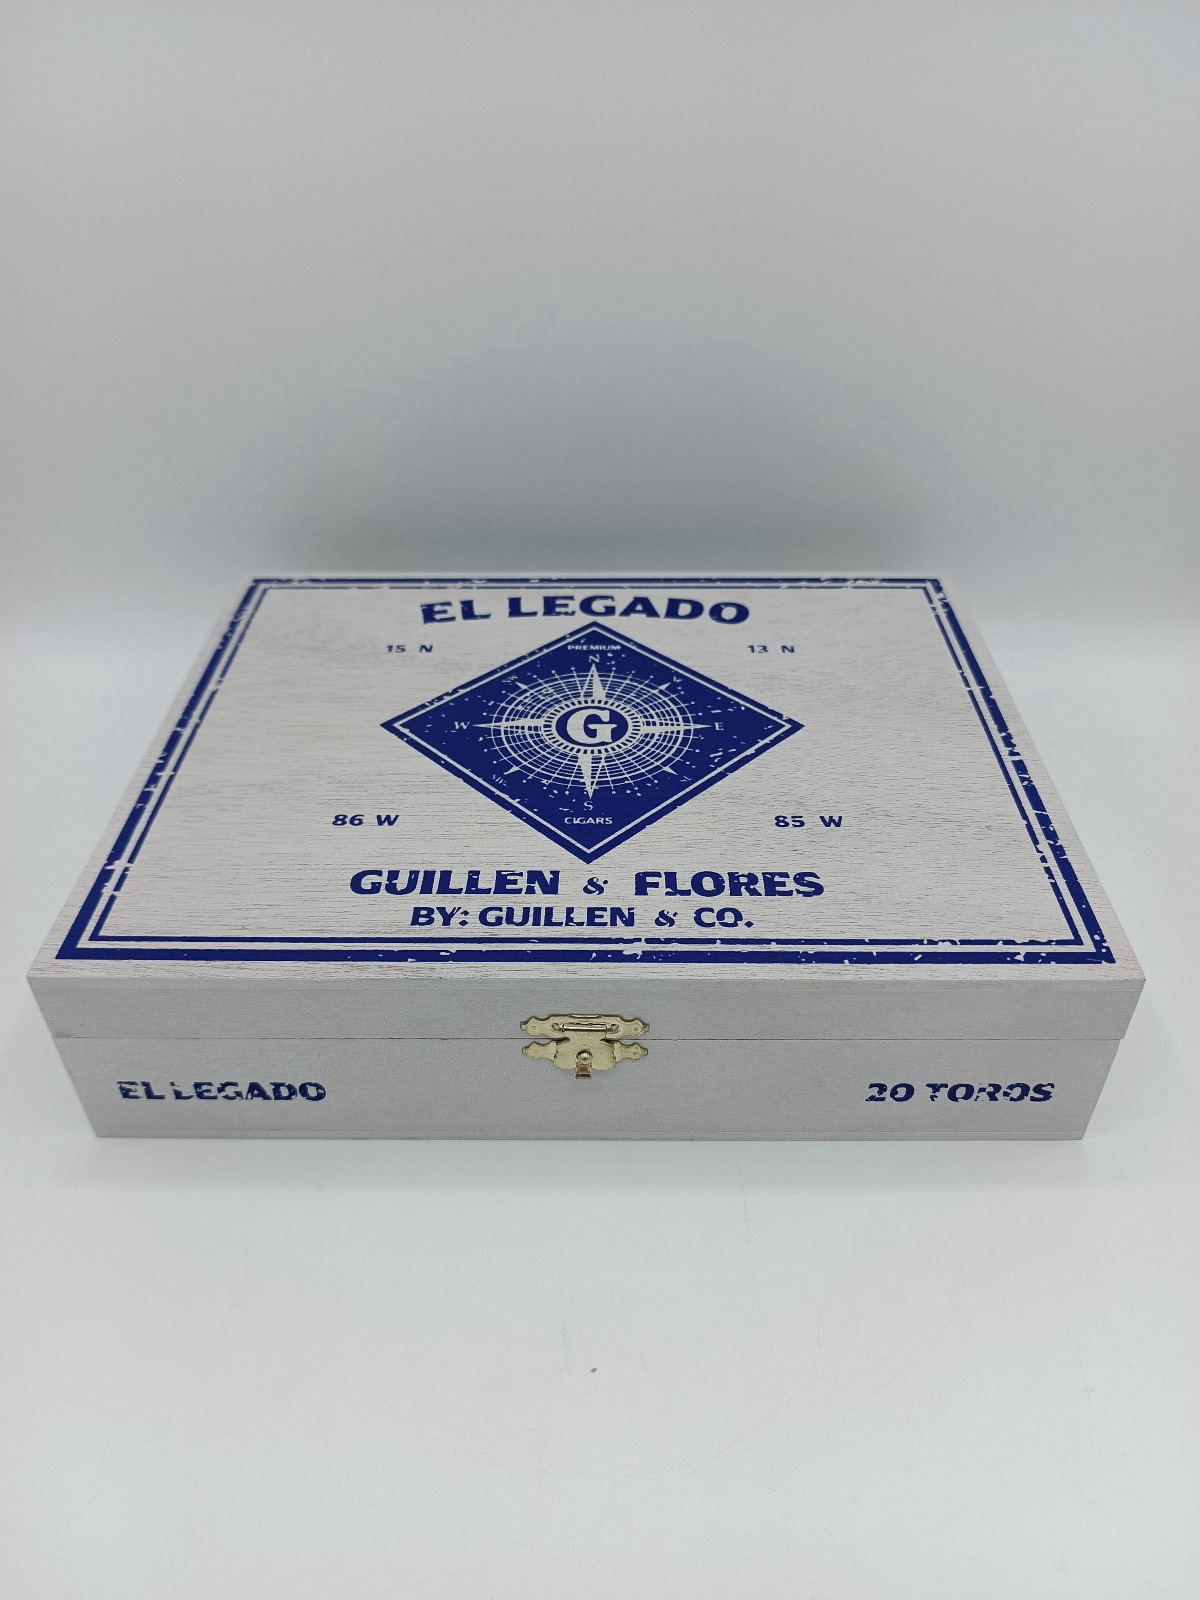 EL LEGADO
15 N 13 N
PREMIUM
N
W G E
S
CIGARS
86 W 85 W
GUILLEN & FLORES
BY: GUILLEN & CO.
EL LEGADO 20 TOROS